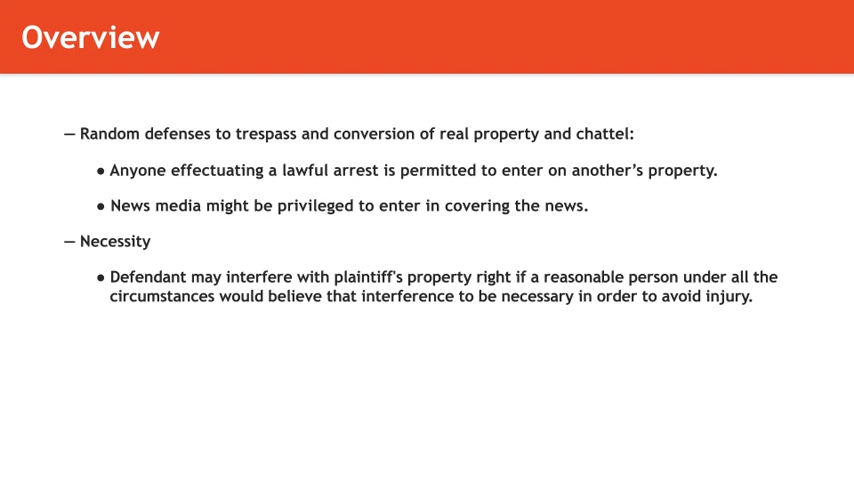 Overview
— Random defenses to trespass and conversion of real property and chattel:
● Anyone effectuating a lawful arrest is permitted to enter on another’s property.
● News media might be privileged to enter in covering the news.
— Necessity
● Defendant may interfere with plaintiff's property right if a reasonable person under all the
circumstances would believe that interference to be necessary in order to avoid injury.